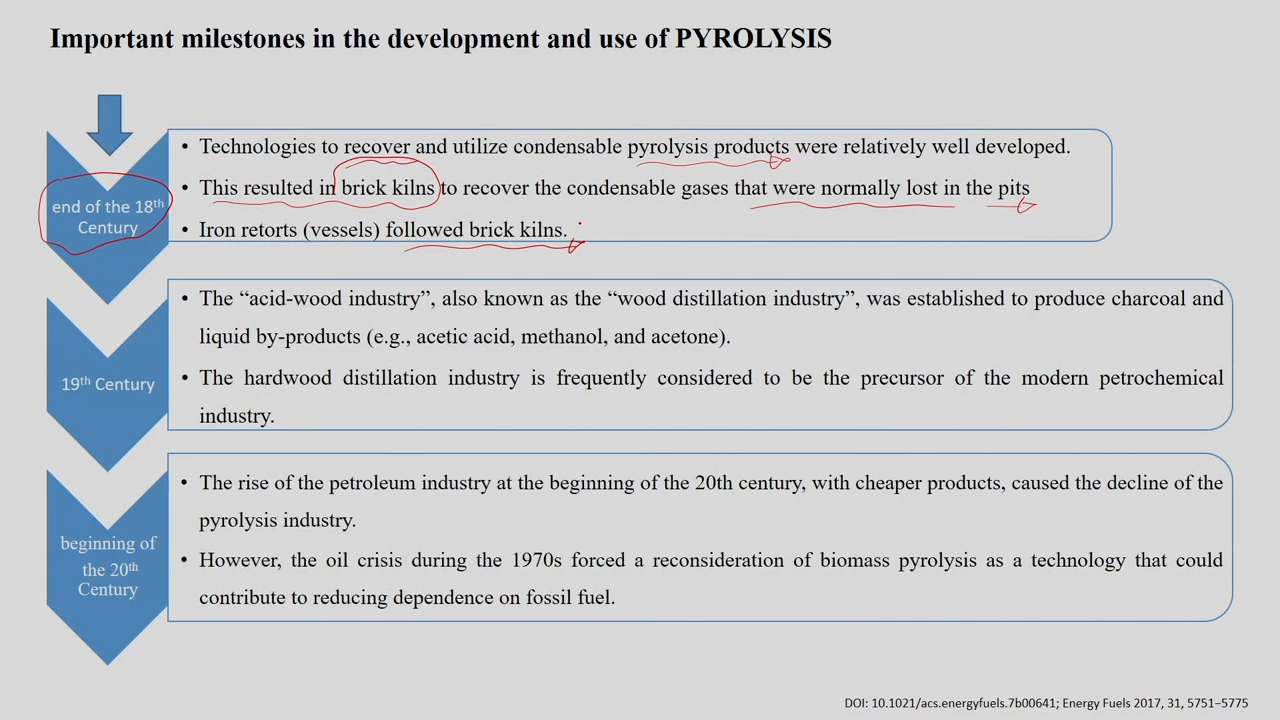 Important milestones in the development and use of PYROLYSIS
end of the 18th
Century
• Technologies to recover and utilize condensable pyrolysis products were relatively well developed.
• This resulted in brick kilns to recover the condensable gases that were normally lost in the pits
• Iron retorts (vessels) followed brick kilns.
19th Century
• The “acid-wood industry”, also known as the “wood distillation industry”, was established to produce charcoal and
liquid by-products (e.g., acetic acid, methanol, and acetone).
• The hardwood distillation industry is frequently considered to be the precursor of the modern petrochemical
industry.
beginning of
the 20th
Century
• The rise of the petroleum industry at the beginning of the 20th century, with cheaper products, caused the decline of the
pyrolysis industry.
• However, the oil crisis during the 1970s forced a reconsideration of biomass pyrolysis as a technology that could
contribute to reducing dependence on fossil fuel.
DOI: 10.1021/acs.energyfuels.7b00641; Energy Fuels 2017, 31, 5751−5775